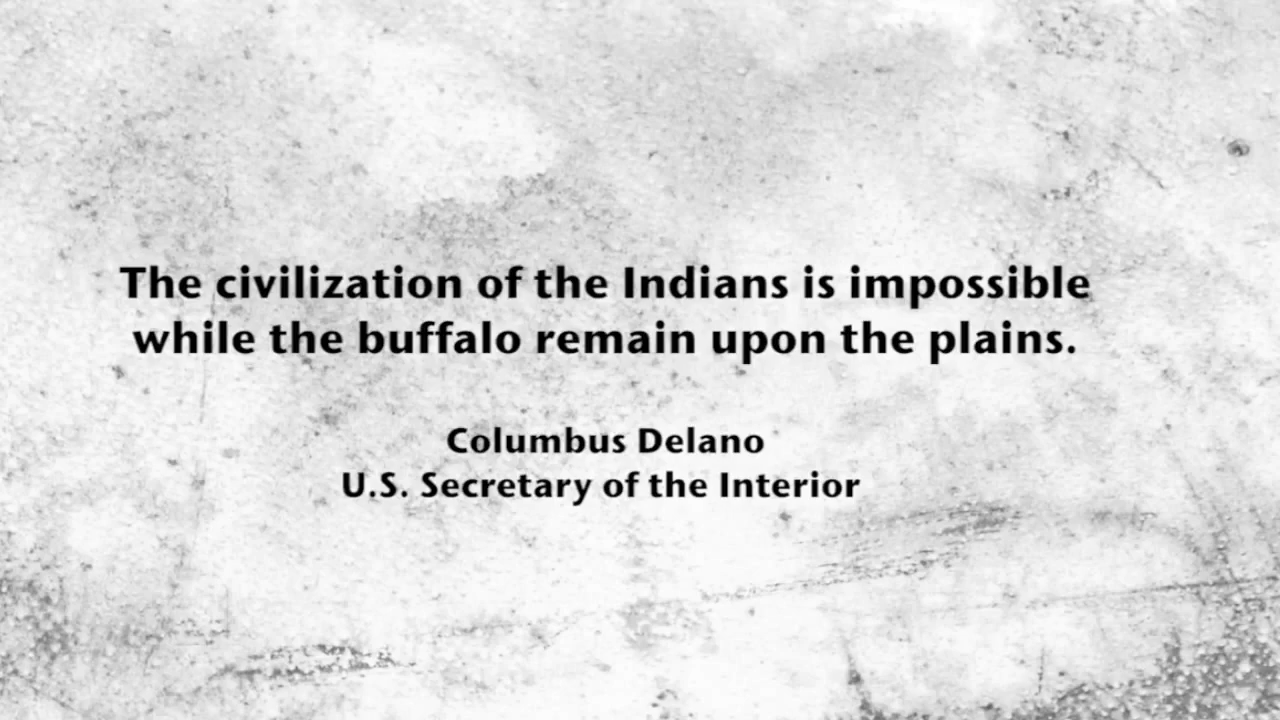 The civilization of the Indians is impossible
while the buffalo remain upon the plains.
Columbus Delano
U.S. Secretary of the Interior